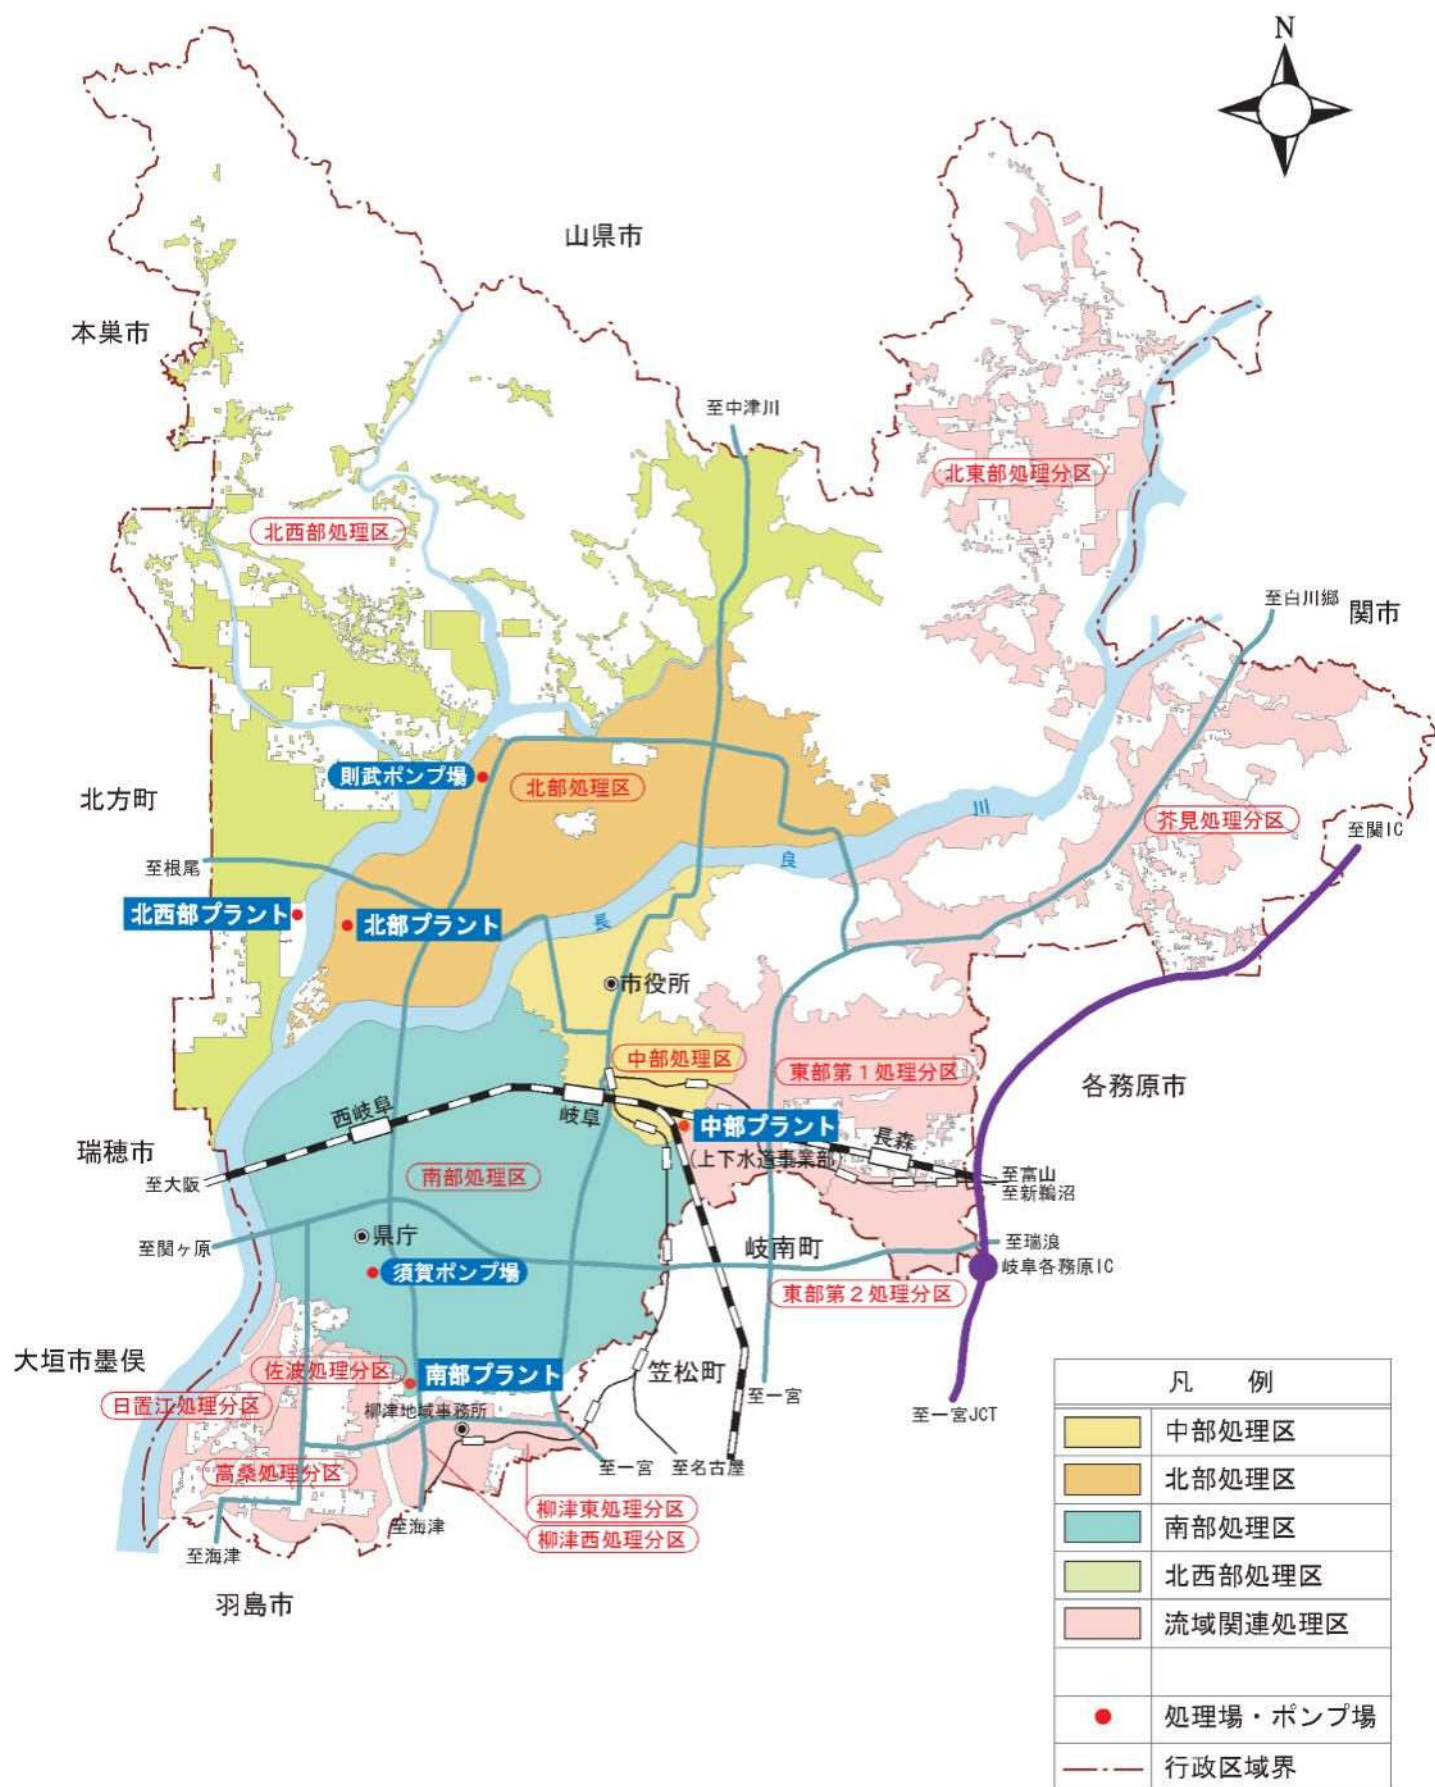 N
山県市
本巣市
至中津川
北東部処理分区
北西部処理区
至白川郷
関市
則武ポンプ場
北部処理区
川
北方町
芥見処理分区
至関IC
良
至根尾
北西部プラント
北部プラント
長
市役所
中部処理区
東部第1処理分区
各務原市
西岐阜
岐阜
中部プラント
長森
瑞穂市
(上下水道事業部)
至大阪
南部処理区
至富山
至新鵜沼
県庁
至関ヶ原
岐南町
至瑞浪
須賀ポンプ場
岐阜各務原IC
東部第2処理分区
大垣市墨俣
佐波処理分区
南部プラント
笠松町
日置江処理分区
柳津地域事務所
至一宮
至一宮JCT
高桑処理分区
至一宮
至名古屋
柳津東処理分区
至海津
柳津西処理分区
至海津
羽島市
凡 例
中部処理区
北部処理区
南部処理区
北西部処理区
流域関連処理区
処理場・ポンプ場
行政区域界